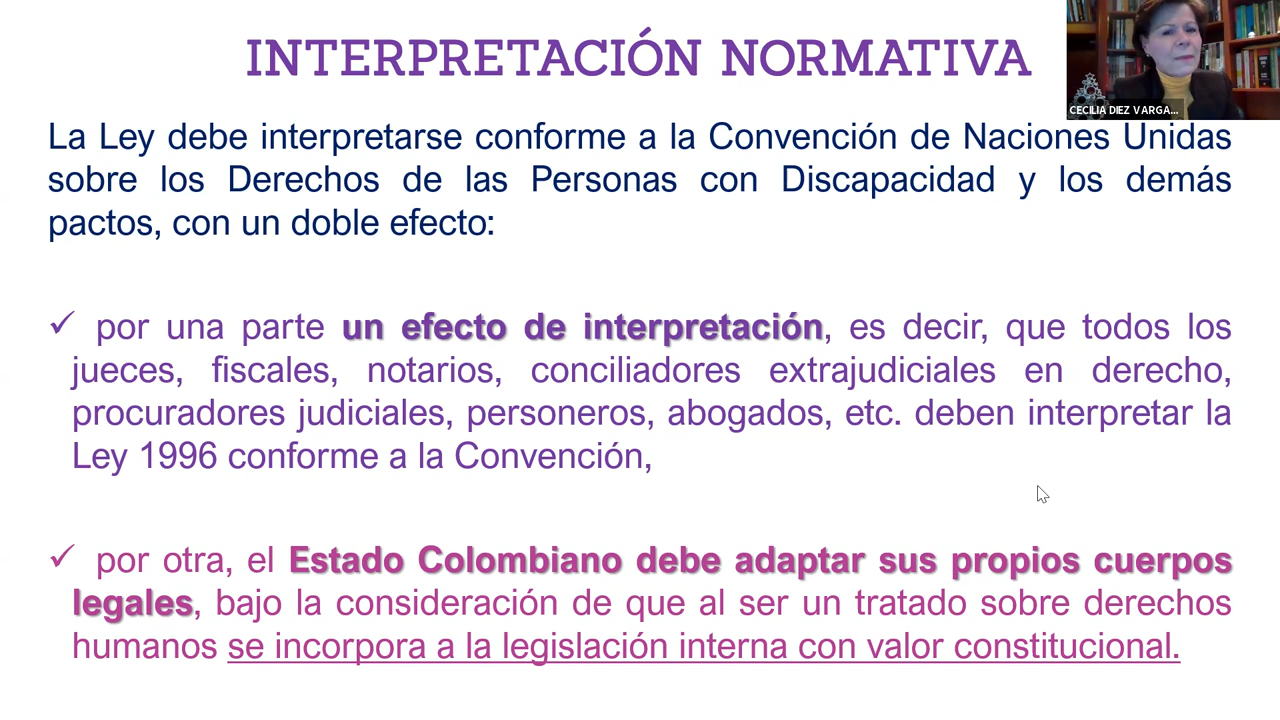 INTERPRETACIÓN NORMATIVA
CECILIA DIEZ VARGA...
La Ley debe interpretarse conforme a la Convención de Naciones Unidas
sobre los Derechos de las Personas con Discapacidad y los demás
pactos, con un doble efecto:
✓ por una parte un efecto de interpretación, es decir, que todos los
jueces, fiscales, notarios, conciliadores extrajudiciales en derecho,
procuradores judiciales, personeros, abogados, etc. deben interpretar la
Ley 1996 conforme a la Convención,
✓ por otra, el Estado Colombiano debe adaptar sus propios cuerpos
legales, bajo la consideración de que al ser un tratado sobre derechos
humanos se incorpora a la legislación interna con valor constitucional.